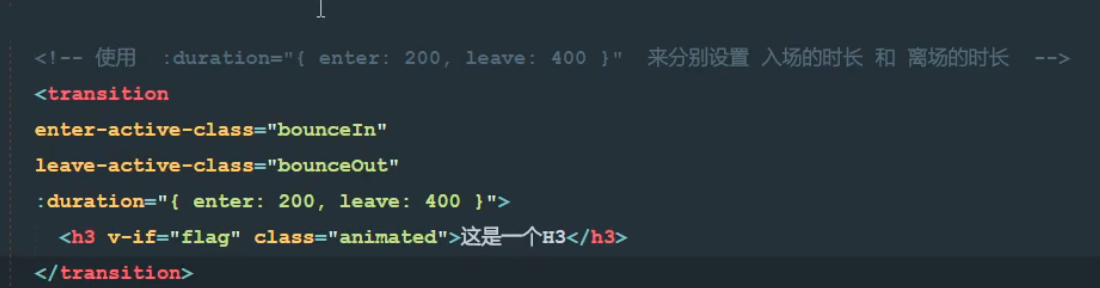 <!-- 使用  :duration="{ enter: 200, leave: 400 }"  来分别设置 入场的时长 和 离场的时长  -->
<transition
enter-active-class="bounceIn"
leave-active-class="bounceOut"
:duration="{ enter: 200, leave: 400 }">
  <h3 v-if="flag" class="animated">这是一个H3</h3>
</transition>